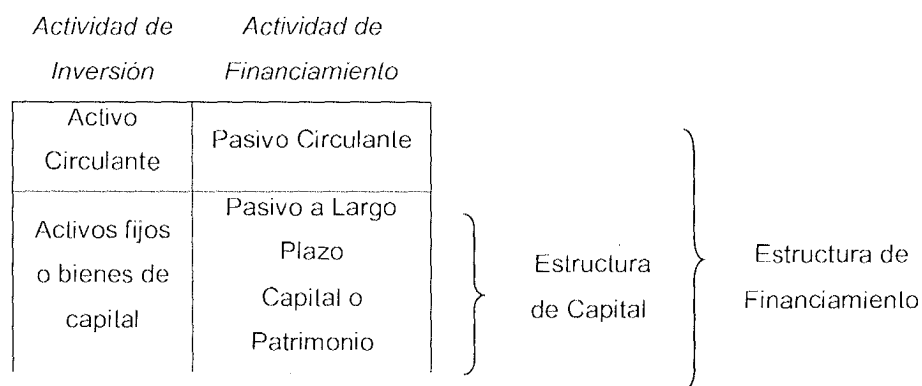 Actividad de
Inversión
Actividad de
Financiamiento
Activo
Circulante
Pasivo Circulante
Activos fijos
o bienes de
capital
Pasivo a Largo
Plazo
Capital o
Patrimonio
Estructura
de Capital
Estructura de
Financiamiento